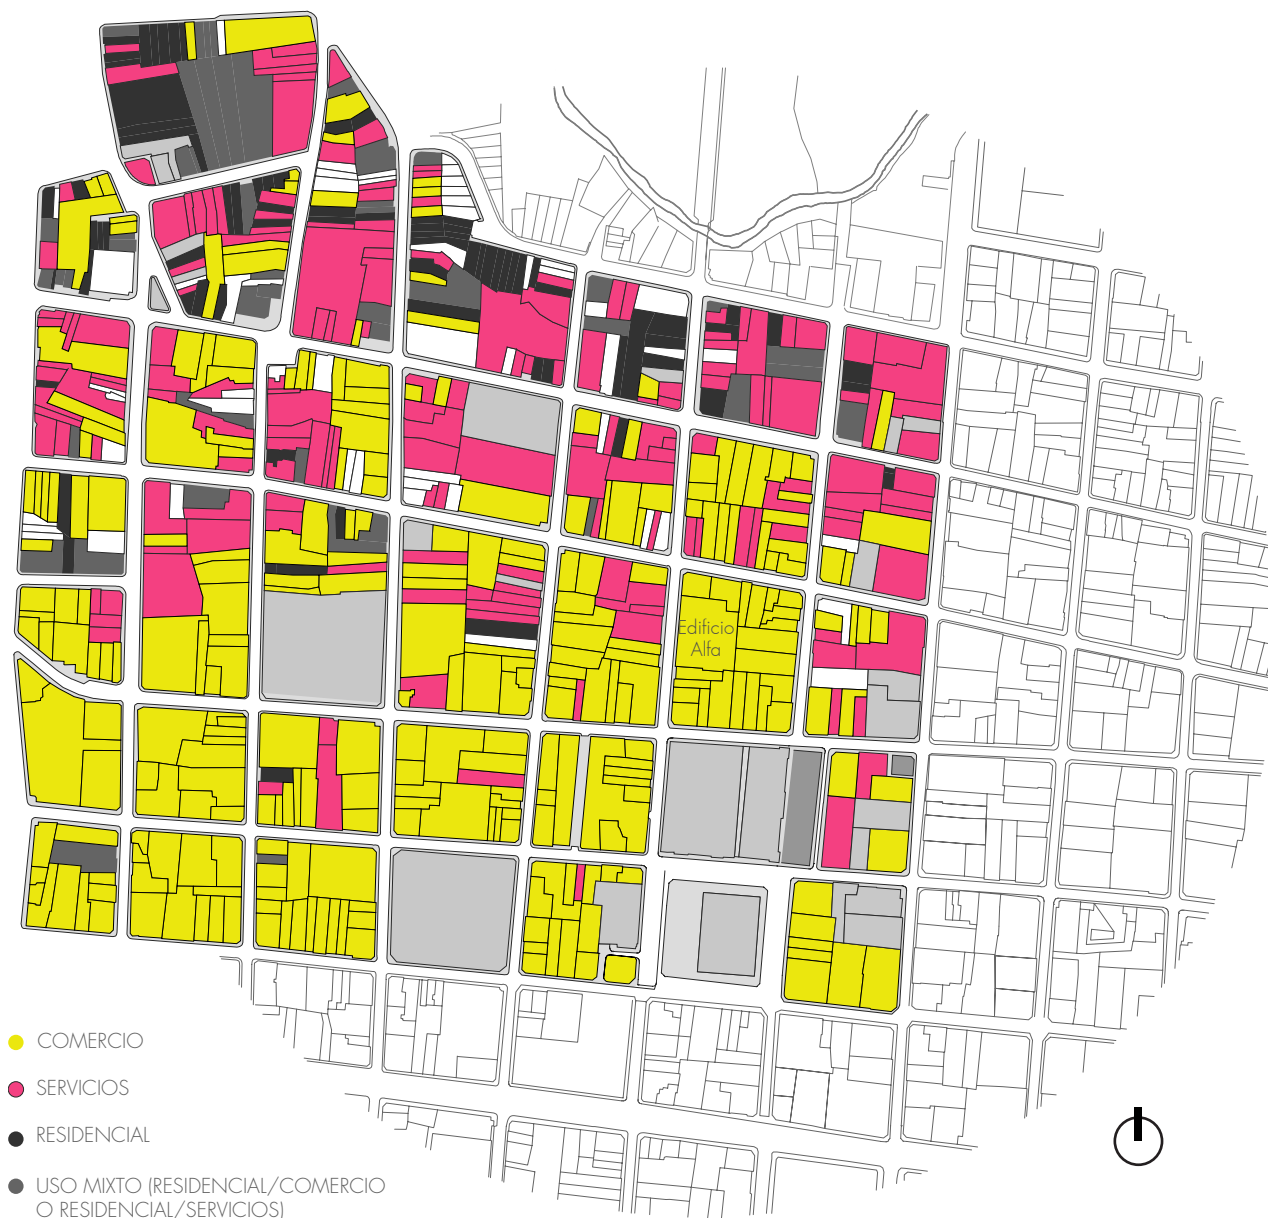 Edificio
Alfa
COMERCIO
SERVICIOS
RESIDENCIAL
USO MIXTO (RESIDENCIAL/COMERCIO
O RESIDENCIAL/SERVICIOS)